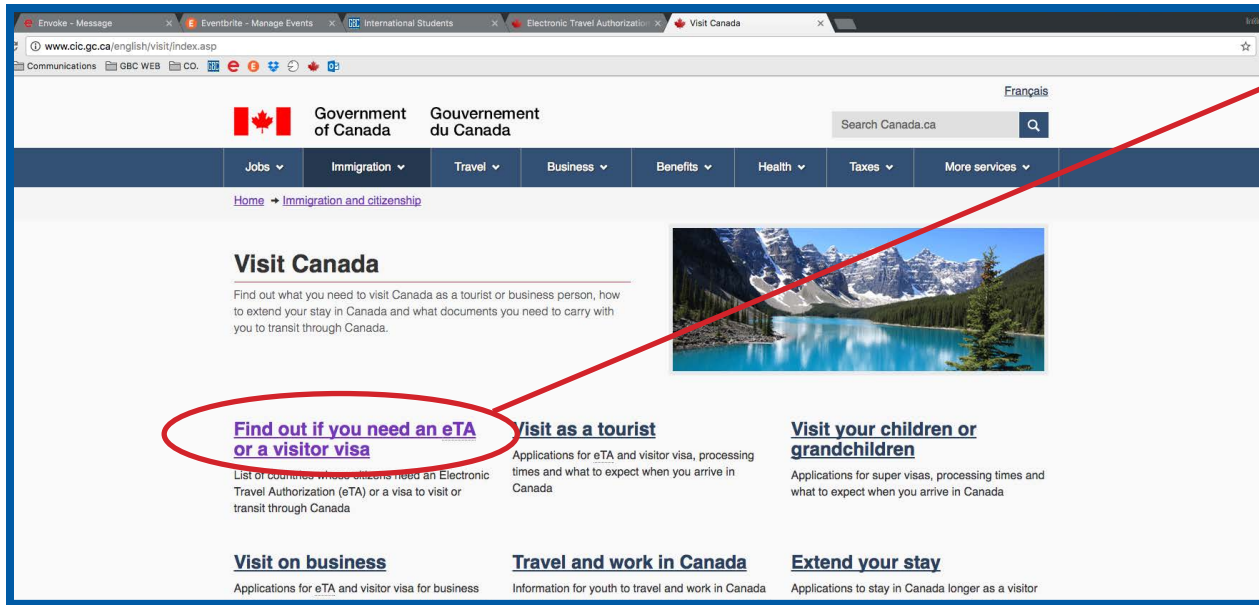 Envoke - Message
Eventbrite - Manage Events
GBC International Students
Electronic Travel Authorization
Visit Canada
www.cic.gc.ca/english/visit/index.asp
Communications GBC WEB CO. GBC
Français
Government of Canada
Gouvernement du Canada
Search Canada.ca
Jobs Immigration Travel Business Benefits Health Taxes More services
Home → Immigration and citizenship
Visit Canada
Find out what you need to visit Canada as a tourist or business person, how
to extend your stay in Canada and what documents you need to carry with
you to transit through Canada.
Find out if you need an eTA
or a visitor visa
List of countries whose citizens need an Electronic
Travel Authorization (eTA) or a visa to visit or
transit through Canada
Visit as a tourist
Applications for eTA and visitor visa, processing
times and what to expect when you arrive in
Canada
Visit your children or
grandchildren
Applications for super visas, processing times and
what to expect when you arrive in Canada
Visit on business
Applications for eTA and visitor visa for business
Travel and work in Canada
Information for youth to travel and work in Canada
Extend your stay
Applications to stay in Canada longer as a visitor